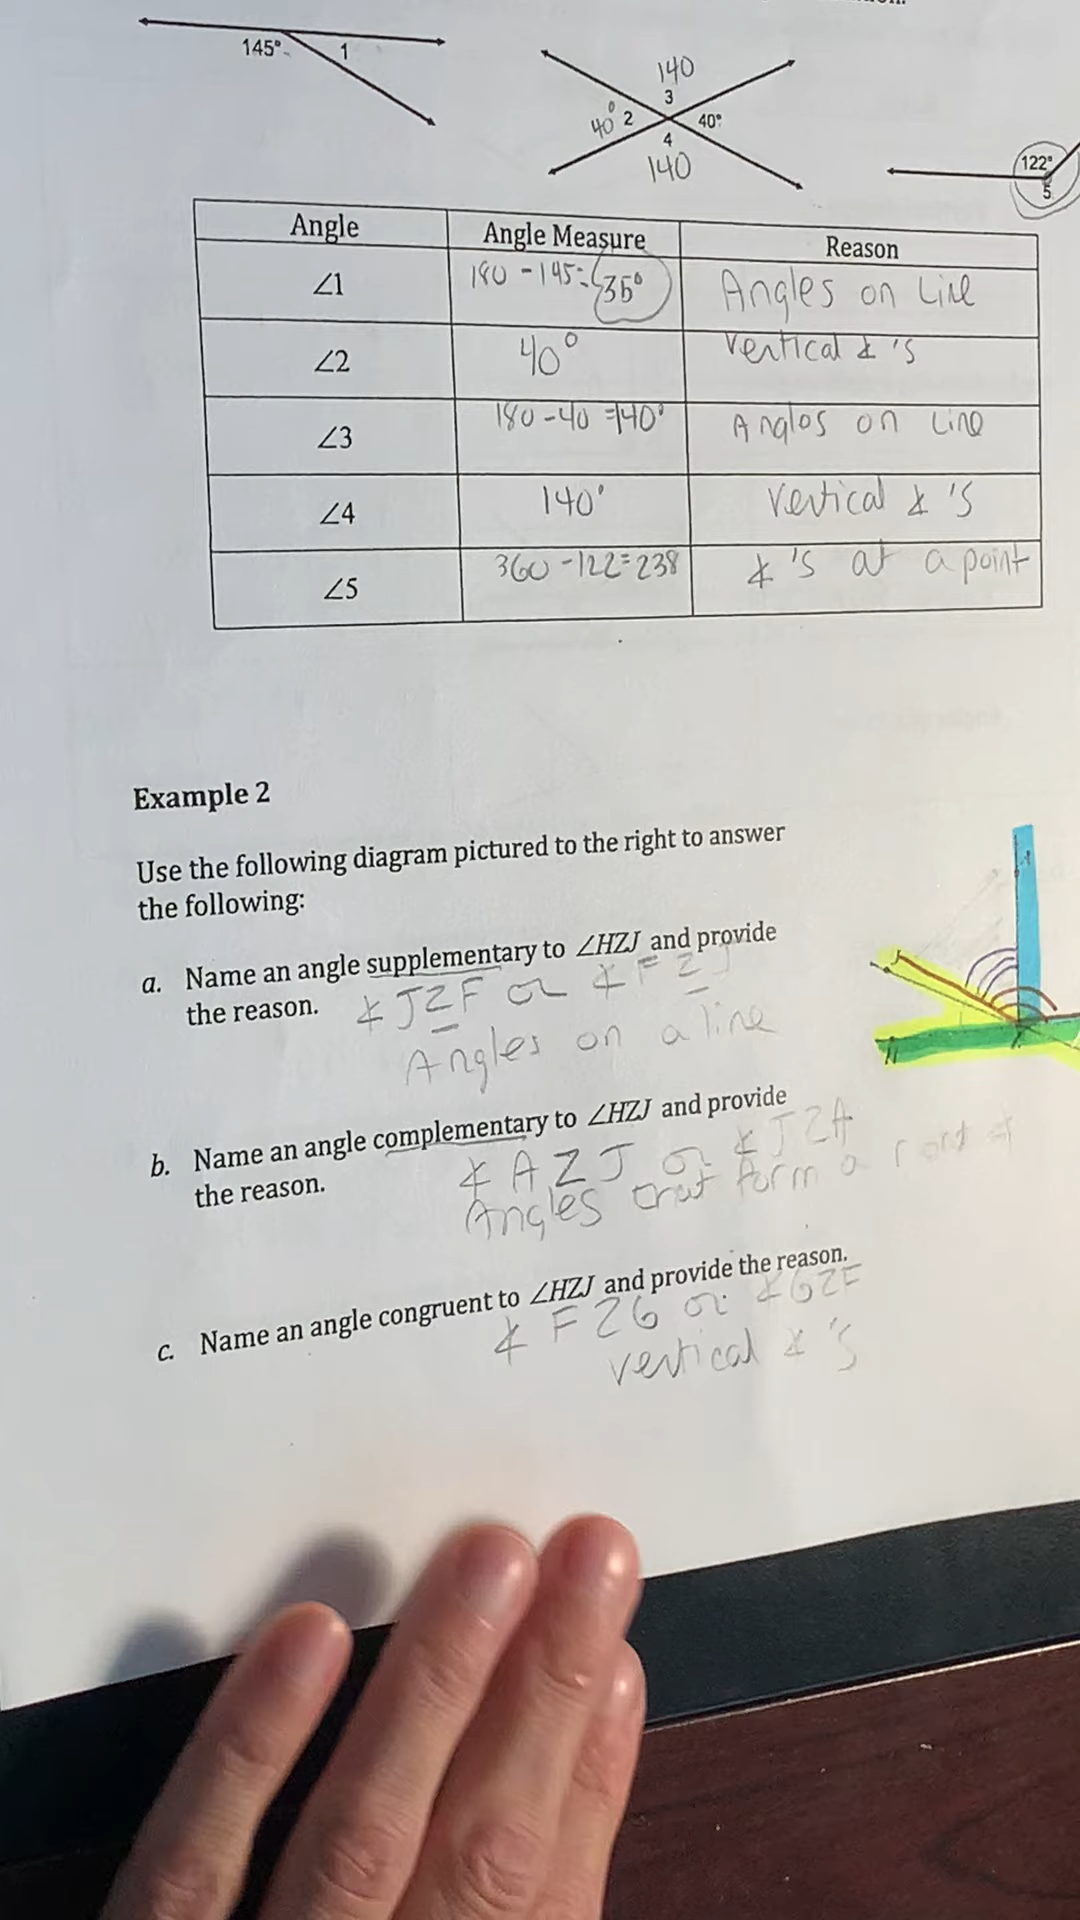 145°
1
140
3
40° 2
40°
4
140
122°
5
Angle Angle Measure Reason
∠1 180 - 145 = 35° Angles on Line
∠2 40° vertical ∡'s
∠3 180 - 40 = 140° Angles on Line
∠4 140° vertical ∡'s
∠5 360 - 122 = 238 ∡'s at a point
Example 2
Use the following diagram pictured to the right to answer
the following:
a. Name an angle supplementary to ∠HZJ and provide
the reason. ∡JZF or ∡FZJ
Angles on a line
b. Name an angle complementary to ∠HZJ and provide
the reason. ∡AZJ or ∡JZA
Angles that form a
c. Name an angle congruent to ∠HZJ and provide the reason.
∡FZG or ∡GZF
vertical ∡'s